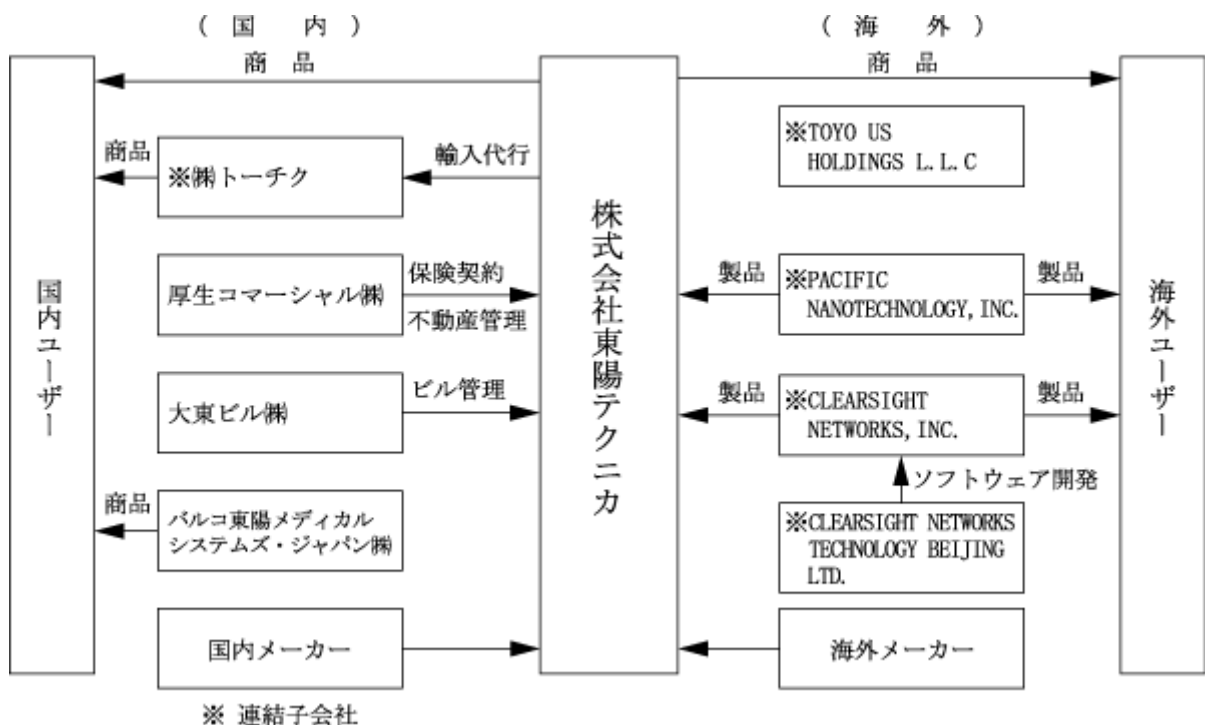 （ 国 内 ）
（ 海 外 ）
商 品
商 品
国内ユーザー
商品
※㈱トーチク
輸入代行
厚生コマーシャル㈱
保険契約
不動産管理
大東ビル㈱
ビル管理
商品
バルコ東陽メディカル
システムズ・ジャパン㈱
国内メーカー
株式会社東陽テクニカ
※TOYO US
HOLDINGS L.L.C
製品
※PACIFIC
NANOTECHNOLOGY,INC.
製品
製品
※CLEARSIGHT
NETWORKS,INC.
製品
ソフトウェア開発
※CLEARSIGHT NETWORKS
TECHNOLOGY BEIJING
LTD.
海外メーカー
海外ユーザー
※ 連結子会社